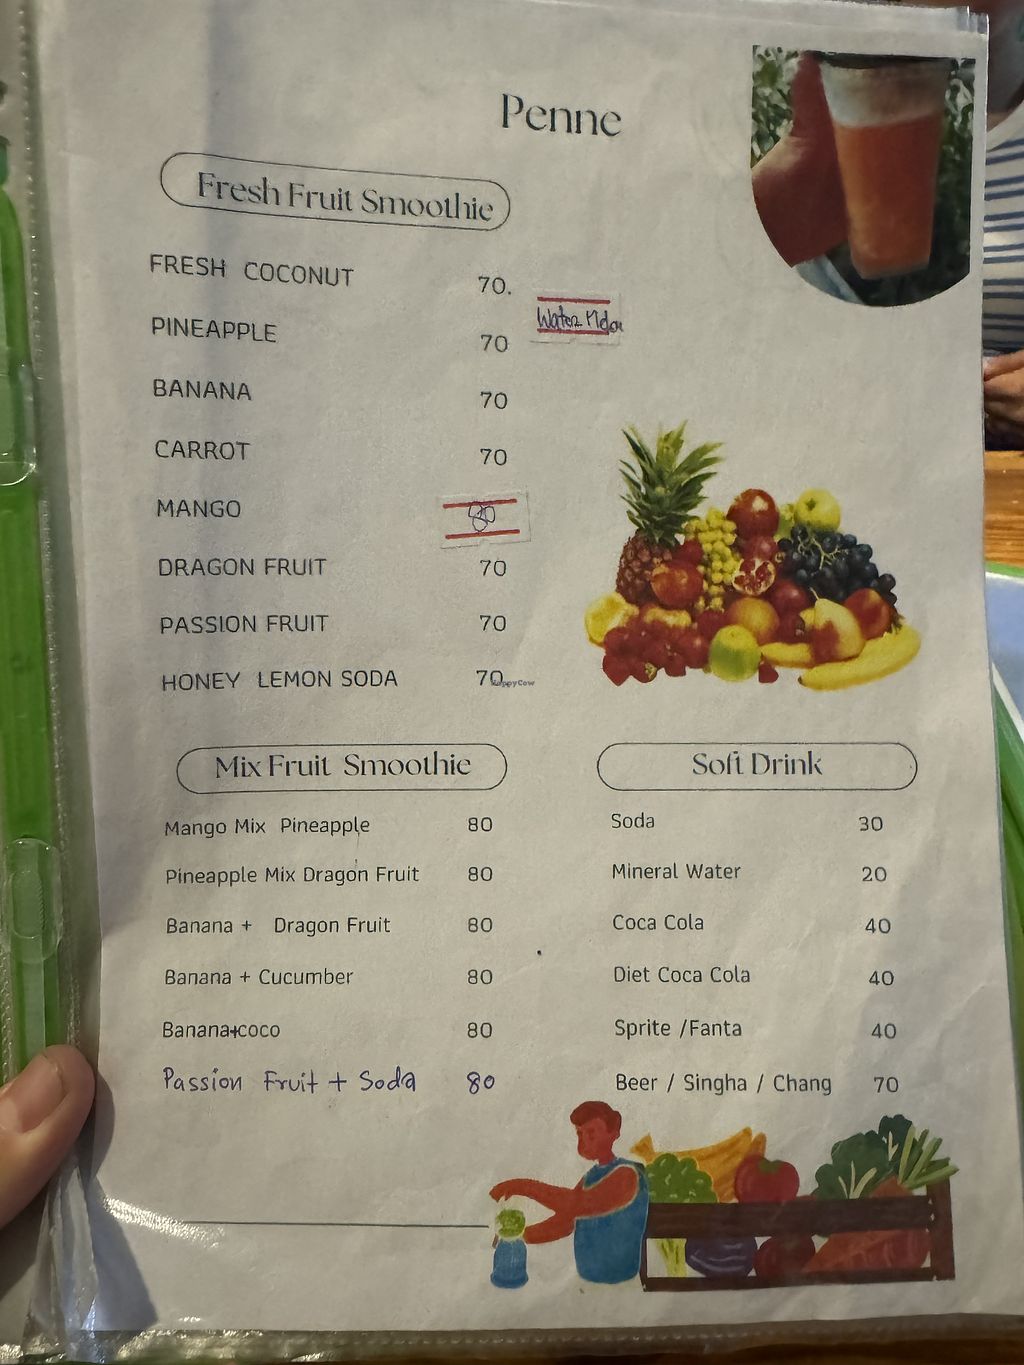 Penne
Fresh Fruit Smoothie
FRESH COCONUT 70.
Water Melon
PINEAPPLE 70
BANANA 70
CARROT 70
MANGO 80
DRAGON FRUIT 70
PASSION FRUIT 70
HONEY LEMON SODA 70
HappyCow
Mix Fruit Smoothie
Mango Mix Pineapple 80
Pineapple Mix Dragon Fruit 80
Banana + Dragon Fruit 80
Banana + Cucumber 80
Banana+coco 80
Passion Fruit + Soda 80
Soft Drink
Soda 30
Mineral Water 20
Coca Cola 40
Diet Coca Cola 40
Sprite /Fanta 40
Beer / Singha / Chang 70